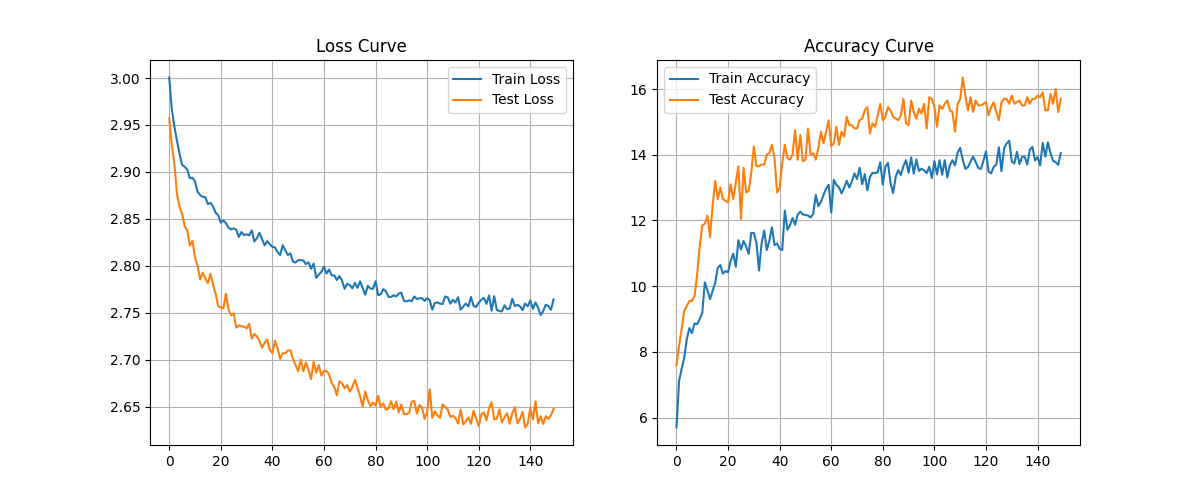 Loss Curve
Train Loss
Test Loss
3.00
2.95
2.90
2.85
2.80
2.75
2.70
2.65
0 20 40 60 80 100 120 140
Accuracy Curve
Train Accuracy
Test Accuracy
16
14
12
10
8
6
0 20 40 60 80 100 120 140